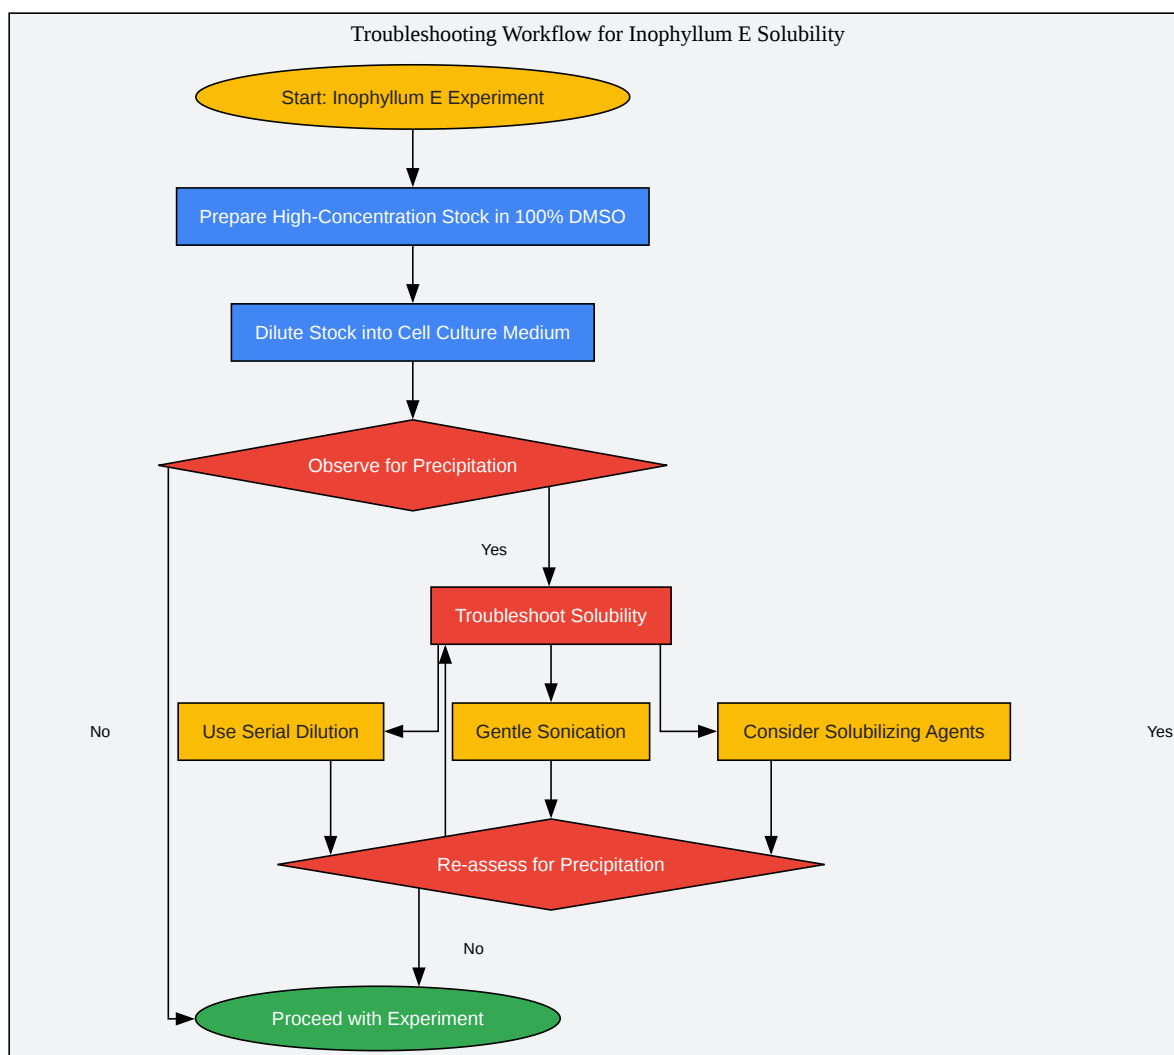 Troubleshooting Workflow for Inophyllum E Solubility
Start: Inophyllum E Experiment
Prepare High-Concentration Stock in 100% DMSO
Dilute Stock into Cell Culture Medium
Observe for Precipitation
Yes
Troubleshoot Solubility
No
Use Serial Dilution
Gentle Sonication
Consider Solubilizing Agents
Yes
Re-assess for Precipitation
No
Proceed with Experiment